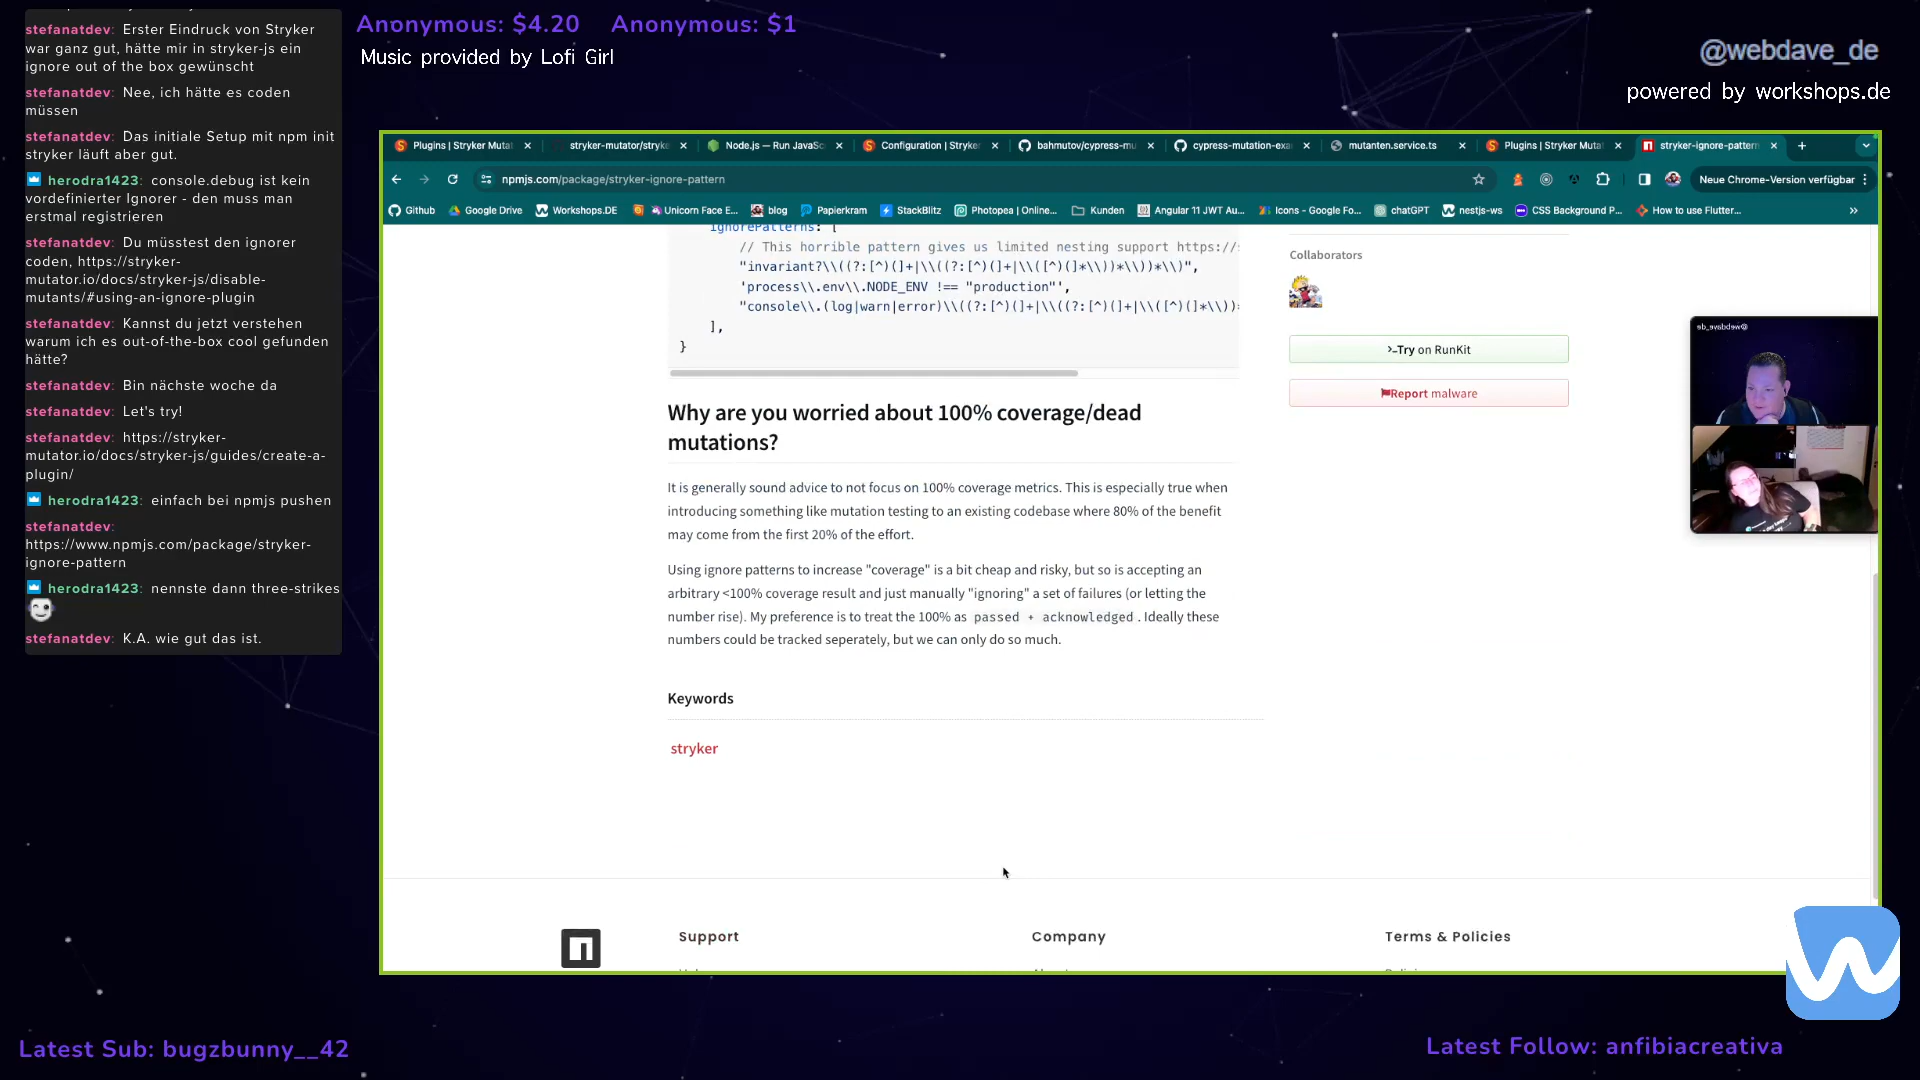 stefanatdev: Erster Eindruck von Stryker
war ganz gut, hätte mir in stryker-js ein
ignore out of the box gewünscht
stefanatdev: Nee, ich hätte es coden
müssen
stefanatdev: Das initiale Setup mit npm init
stryker läuft aber gut.
herodra1423: console.debug ist kein
vordefinierter Ignorer - den muss man
erstmal registrieren
stefanatdev: Du müsstest den ignorer
coden, https://stryker-
mutator.io/docs/stryker-js/disable-
mutants/#using-an-ignore-plugin
stefanatdev: Kannst du jetzt verstehen
warum ich es out-of-the-box cool gefunden
hätte?
stefanatdev: Bin nächste woche da
stefanatdev: Let's try!
stefanatdev: https://stryker-
mutator.io/docs/stryker-js/guides/create-a-
plugin/
herodra1423: einfach bei npmjs pushen
stefanatdev:
https://www.npmjs.com/package/stryker-
ignore-pattern
herodra1423: nennste dann three-strikes
stefanatdev: K.A. wie gut das ist.
Anonymous: $4.20 Anonymous: $1
Music provided by Lofi Girl
@webdave_de
powered by workshops.de
Plugins | Stryker Mutat
stryker-mutator/stryke
Node.js — Run JavaSc
Configuration | Stryker
bahmutov/cypress-mu
cypress-mutation-exa
mutanten.service.ts
Plugins | Stryker Mutat
stryker-ignore-pattern
npmjs.com/package/stryker-ignore-pattern
Neue Chrome-Version verfügbar
Github
Google Drive
Workshops.DE
Unicorn Face E...
blog
Papierkram
StackBlitz
Photopea | Online...
Kunden
Angular 11 JWT Au...
Icons - Google Fo...
chatGPT
nestjs-ws
CSS Background P...
How to use Flutter...
ignorePatterns: [
// This horrible pattern gives us limited nesting support https:/
"invariant?\\((?:[^)(]+|\\((?:[^)(]+|\\([^)(]*\\))*\\))*\\)",
'process\\.env\\.NODE_ENV !== "production"',
"console\\.(log|warn|error)\\((?:[^)(]+|\\((?:[^)(]+|\\([^)(]*\\))*
],
}
Why are you worried about 100% coverage/dead
mutations?
It is generally sound advice to not focus on 100% coverage metrics. This is especially true when
introducing something like mutation testing to an existing codebase where 80% of the benefit
may come from the first 20% of the effort.
Using ignore patterns to increase "coverage" is a bit cheap and risky, but so is accepting an
arbitrary <100% coverage result and just manually "ignoring" a set of failures (or letting the
number rise). My preference is to treat the 100% as passed + acknowledged . Ideally these
numbers could be tracked seperately, but we can only do so much.
Keywords
stryker
Collaborators
Try on RunKit
Report malware
@webdave_de
Support
Company
Terms & Policies
Latest Sub: bugzbunny__42
Latest Follow: anfibiacreativa